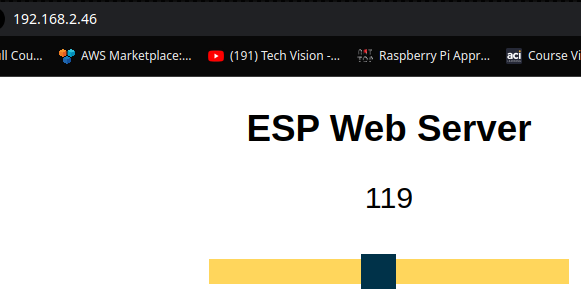 192.168.2.46
ll Cou... AWS Marketplace:... (191) Tech Vision -... Raspberry Pi Appr... aci Course Vi
ESP Web Server
119